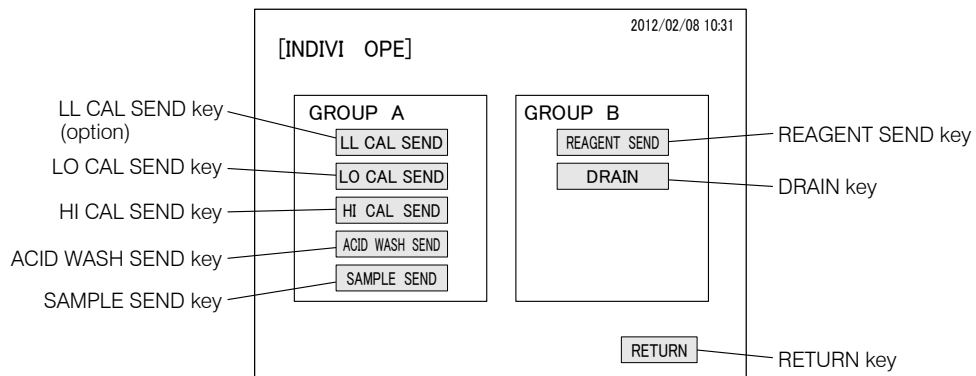 2012/02/08 10:31
[INDIVI OPE]
GROUP A
LL CAL SEND
LO CAL SEND
HI CAL SEND
ACID WASH SEND
SAMPLE SEND
GROUP B
REAGENT SEND
DRAIN
RETURN
LL CAL SEND key
(option)
LO CAL SEND key
HI CAL SEND key
ACID WASH SEND key
SAMPLE SEND key
REAGENT SEND key
DRAIN key
RETURN key